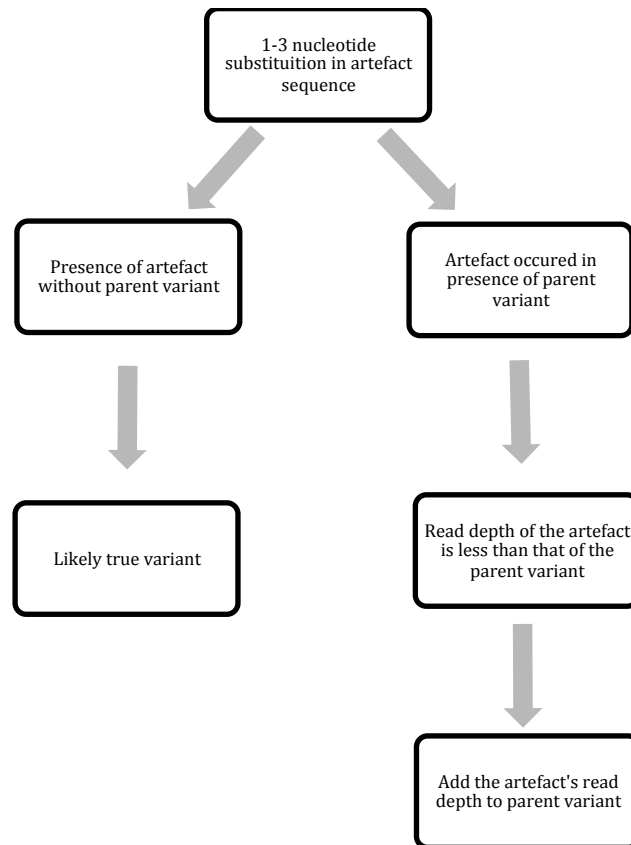 1-3 nucleotide
substituition in artefact
sequence
Presence of artefact
without parent variant
Artefact occured in
presence of parent
variant
Likely true variant
Read depth of the artefact
is less than that of the
parent variant
Add the artefact's read
depth to parent variant